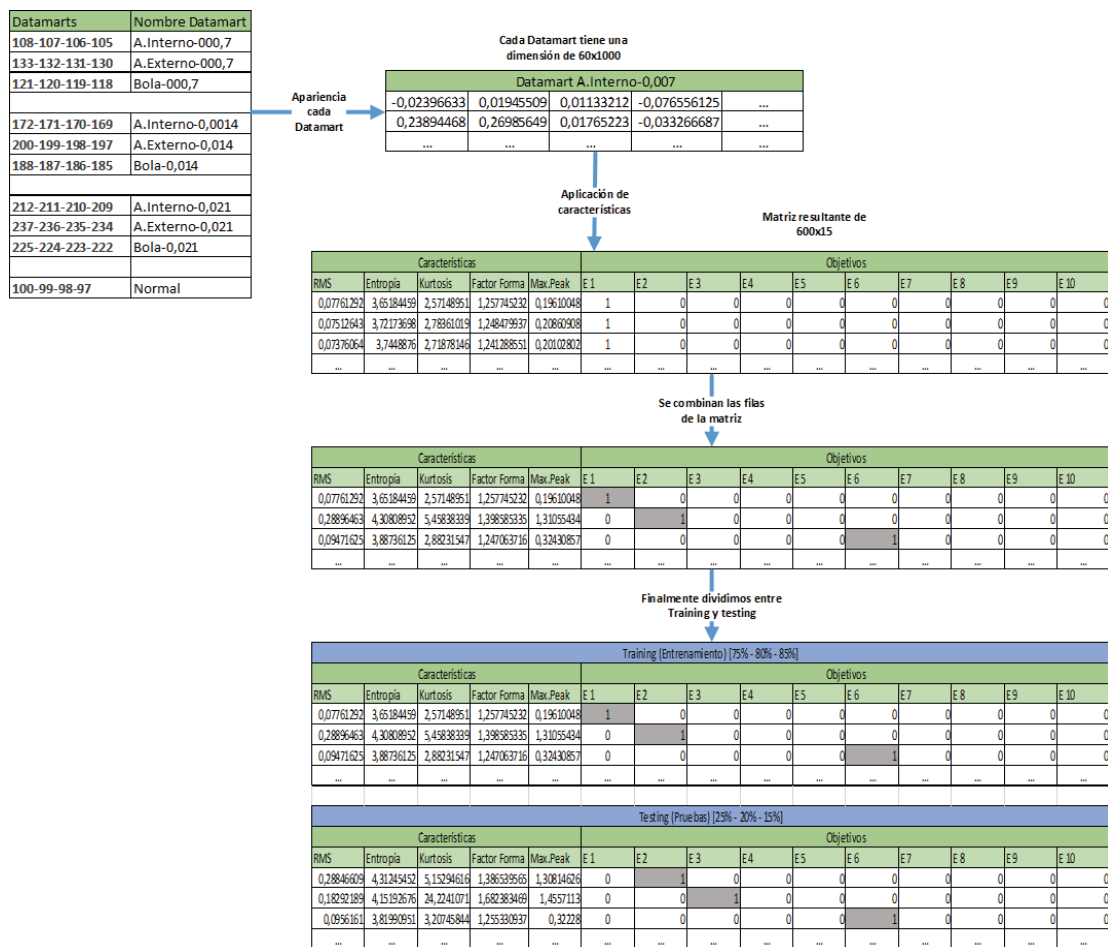 Datamarts Nombre Datamart
108-107-106-105 A.Interno-000,7
133-132-131-130 A.Externo-000,7
121-120-119-118 Bola-000,7
172-171-170-169 A.Interno-0,0014
200-199-198-197 A.Externo-0,014
188-187-186-185 Bola-0,014
212-211-210-209 A.Interno-0,021
237-236-235-234 A.Externo-0,021
225-224-223-222 Bola-0,021
100-99-98-97 Normal
Apariencia
cada
Datamart
Cada Datamart tiene una
dimensión de 60x1000
Datamart A.Interno-0,007
-0,02396633 0,01945509 0,01133212 -0,076556125 ...
0,23894468 0,26985649 0,01765223 -0,033266687 ...
... ... ... ... ...
Aplicación de
características
Matriz resultante de
600x15
Características Objetivos
RMS Entropia Kurtosis Factor Forma Max.Peak E 1 E 2 E 3 E 4 E 5 E 6 E 7 E 8 E 9 E 10
0,07761292 3,65184459 2,57148951 1,257745232 0,19610048 1 0 0 0 0 0 0 0 0 0
0,07512643 3,72173698 2,78361019 1,248479937 0,20860908 1 0 0 0 0 0 0 0 0 0
0,07376064 3,7448876 2,71878146 1,241288551 0,20102802 1 0 0 0 0 0 0 0 0 0
... ... ... ... ... ... ... ... ... ... ... ... ... ... ...
Se combinan las filas
de la matriz
Características Objetivos
RMS Entropia Kurtosis Factor Forma Max.Peak E 1 E 2 E 3 E 4 E 5 E 6 E 7 E 8 E 9 E 10
0,07761292 3,65184459 2,57148951 1,257745232 0,19610048 1 0 0 0 0 0 0 0 0 0
0,28896463 4,30808952 5,45838339 1,398585335 1,31055434 0 1 0 0 0 0 0 0 0 0
0,09471625 3,88736125 2,88231547 1,247063716 0,32430857 0 0 0 0 0 1 0 0 0 0
... ... ... ... ... ... ... ... ... ... ... ... ... ... ...
Finalmente dividimos entre
Training y testing
Training (Entrenamiento) [75% - 80% - 85%]
Características Objetivos
RMS Entropia Kurtosis Factor Forma Max.Peak E 1 E 2 E 3 E 4 E 5 E 6 E 7 E 8 E 9 E 10
0,07761292 3,65184459 2,57148951 1,257745232 0,19610048 1 0 0 0 0 0 0 0 0 0
0,28896463 4,30808952 5,45838339 1,398585335 1,31055434 0 1 0 0 0 0 0 0 0 0
0,09471625 3,88736125 2,88231547 1,247063716 0,32430857 0 0 0 0 0 1 0 0 0 0
... ... ... ... ... ... ... ... ... ... ... ... ... ... ...
Testing (Pruebas) [25% - 20% - 15%]
Características Objetivos
RMS Entropia Kurtosis Factor Forma Max.Peak E 1 E 2 E 3 E 4 E 5 E 6 E 7 E 8 E 9 E 10
0,28846609 4,31245452 5,15294616 1,386539565 1,30814626 0 1 0 0 0 0 0 0 0 0
0,18292189 4,15192676 24,2241071 1,682383469 1,4557113 0 0 1 0 0 0 0 0 0 0
0,0956161 3,81990951 3,20745844 1,255330937 0,32228 0 0 0 0 0 1 0 0 0 0
... ... ... ... ... ... ... ... ... ... ... ... ... ... ...